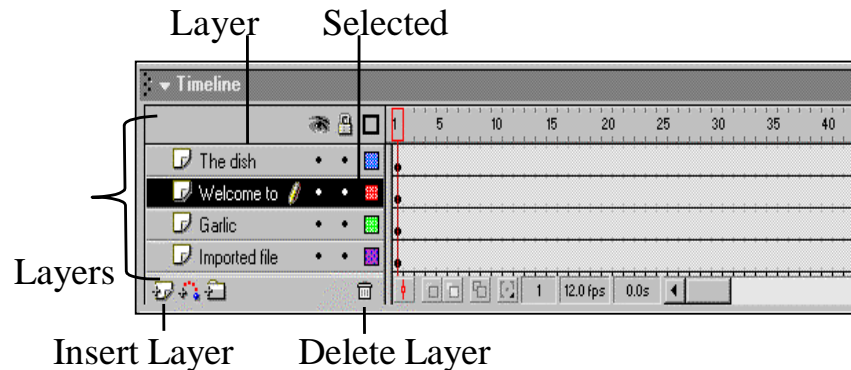 Layer Selected
Timeline
1 5 10 15 20 25 30 35 40
The dish
Welcome to
Garlic
Imported file
Layers
1 12.0 fps 0.0s
Insert Layer Delete Layer